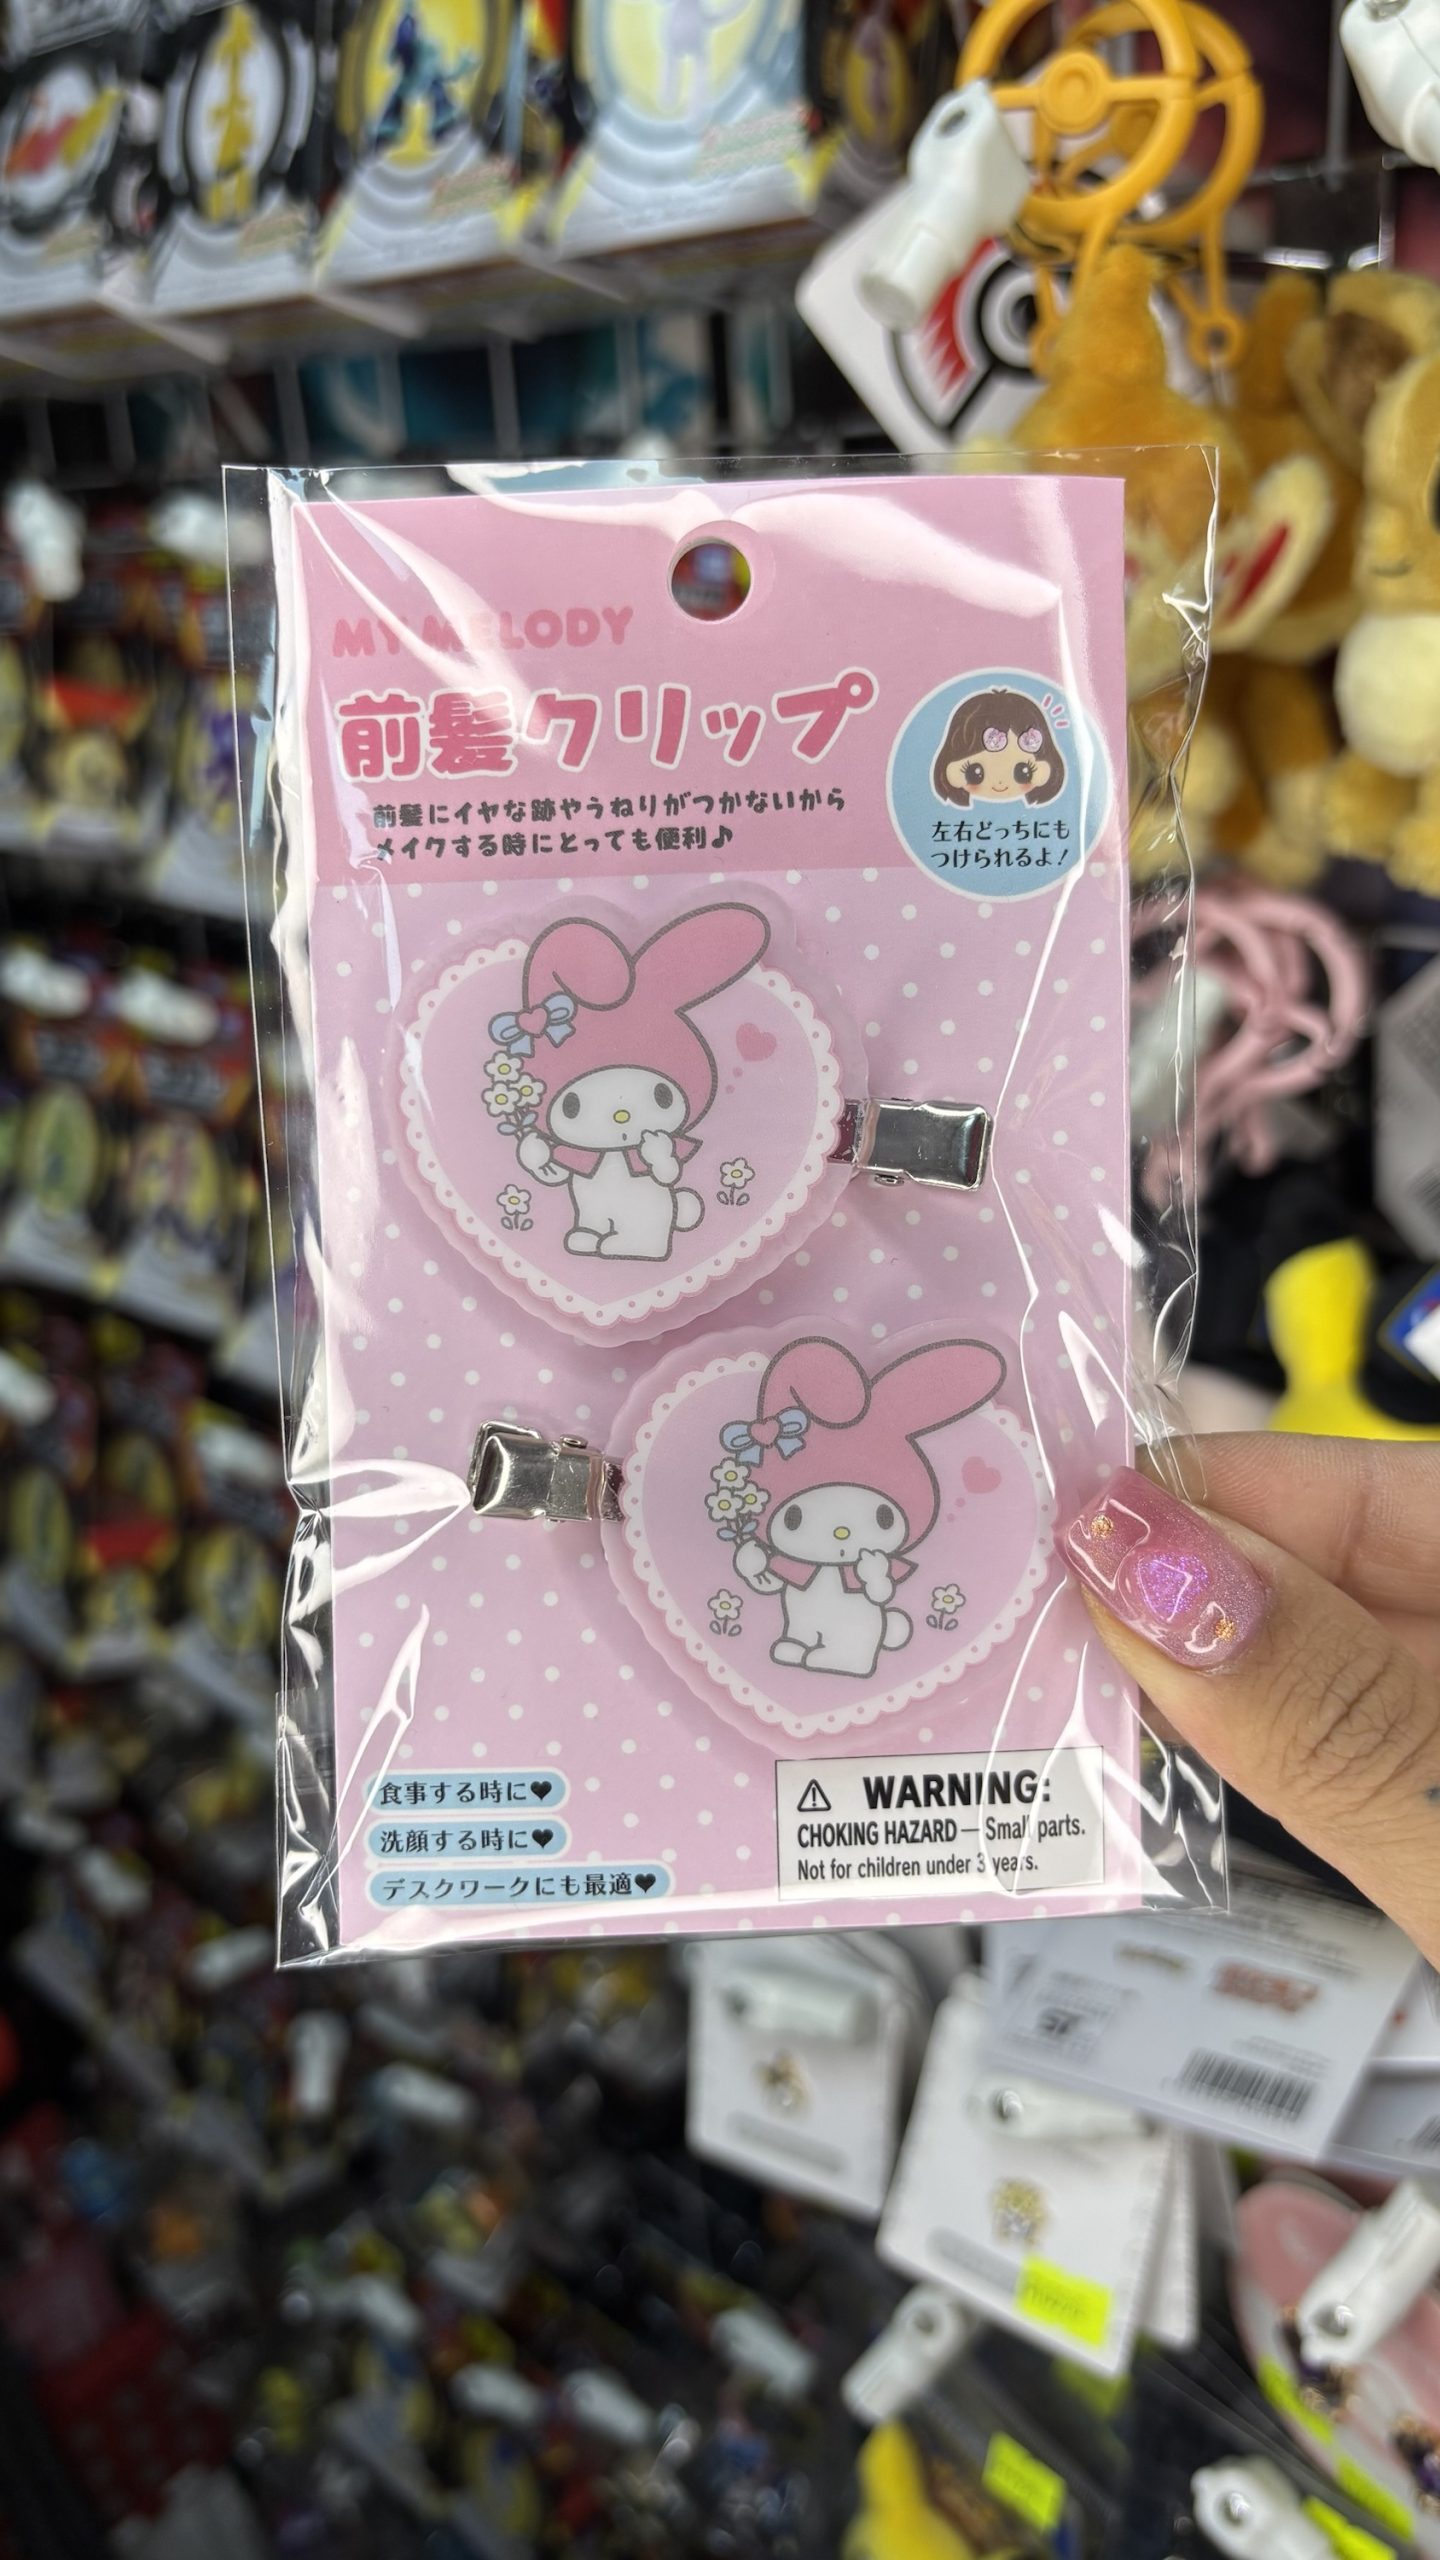 MY MELODY
前髪クリップ
前髪にイヤな跡やうねりがつかないから
メイクする時にとっても便利♪
左右どっちにも
つけられるよ！
食事する時に♥
洗顔する時に♥
デスクワークにも最適♥
⚠ WARNING:
CHOKING HAZARD — Small parts.
Not for children under 3 years.